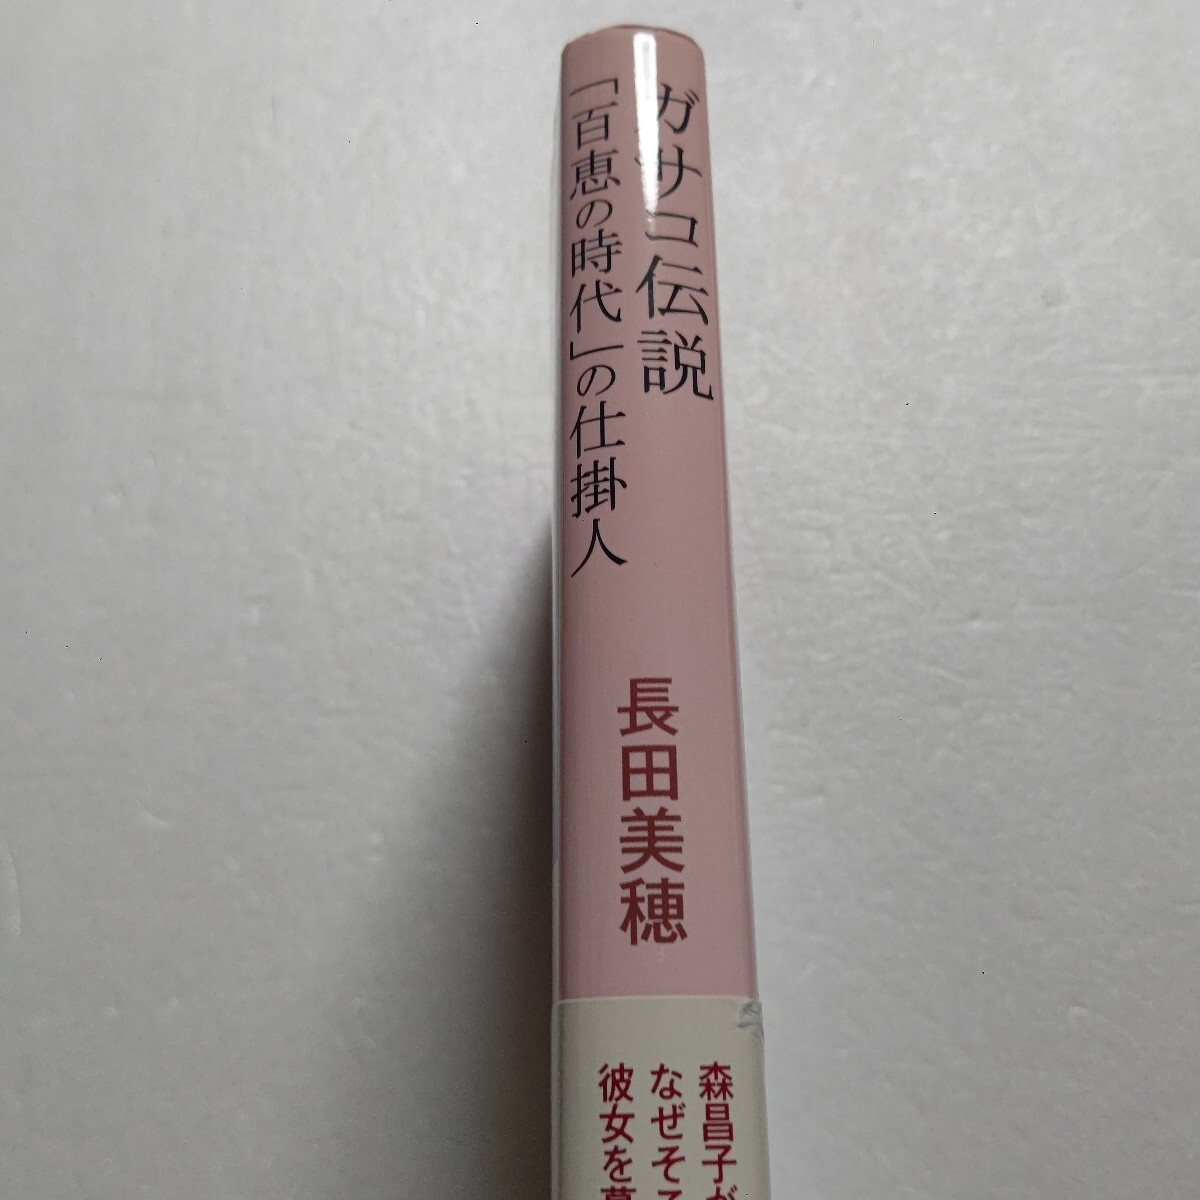 ガサコ伝説
「百恵の時代」の仕掛人
長田美穂
森昌子が
なぜそ
彼女を